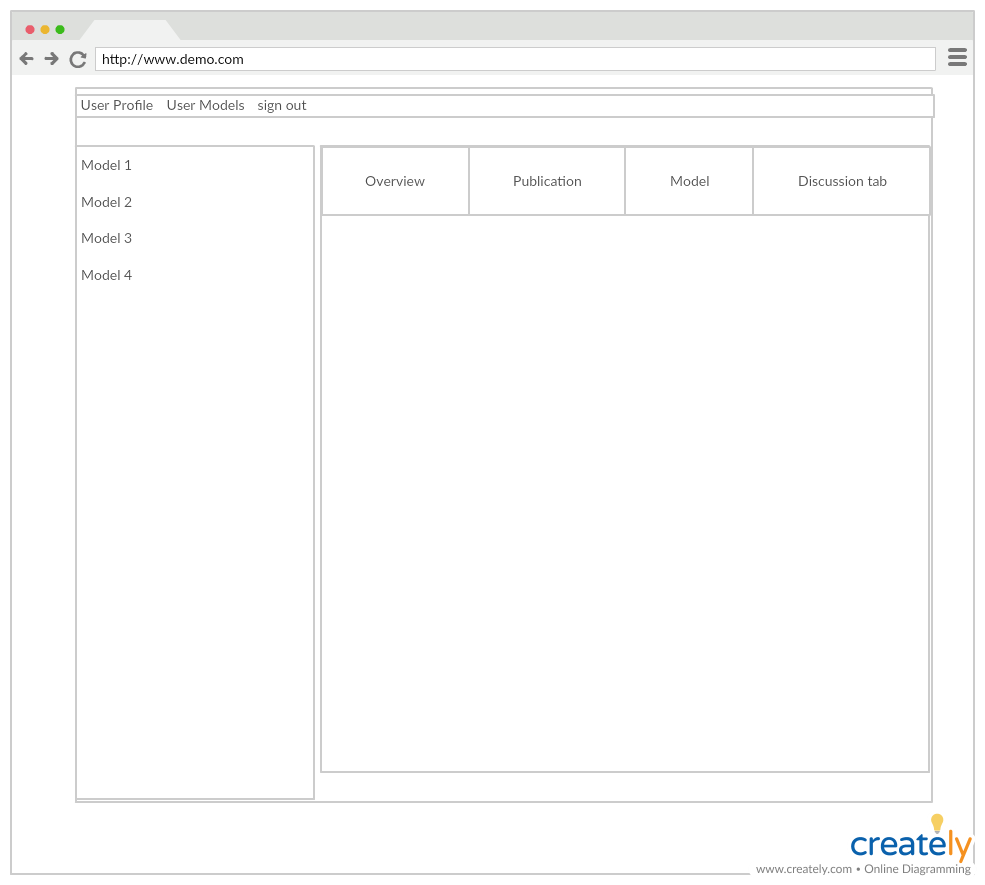 http://www.demo.com
User Profile User Models sign out
Model 1
Model 2
Model 3
Model 4
Overview Publication Model Discussion tab
creately
www.creately.com • Online Diagramming